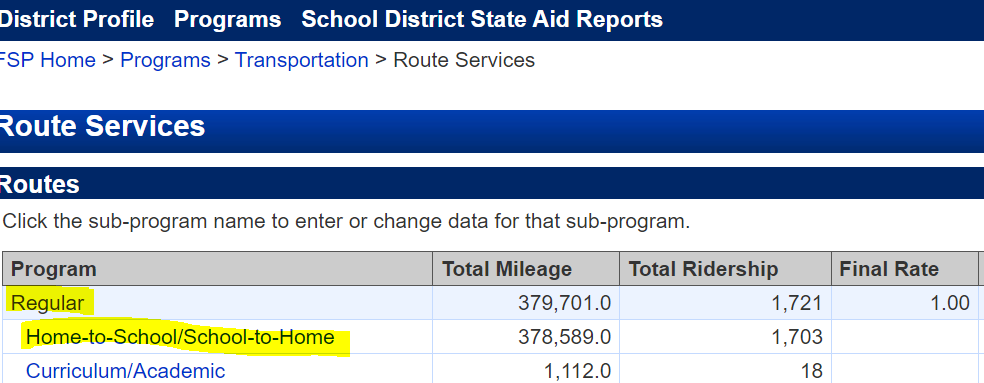 District Profile Programs School District State Aid Reports
FSP Home > Programs > Transportation > Route Services
Route Services
Routes
Click the sub-program name to enter or change data for that sub-program.
Program Total Mileage Total Ridership Final Rate
Regular 379,701.0 1,721 1.00
Home-to-School/School-to-Home 378,589.0 1,703
Curriculum/Academic 1,112.0 18